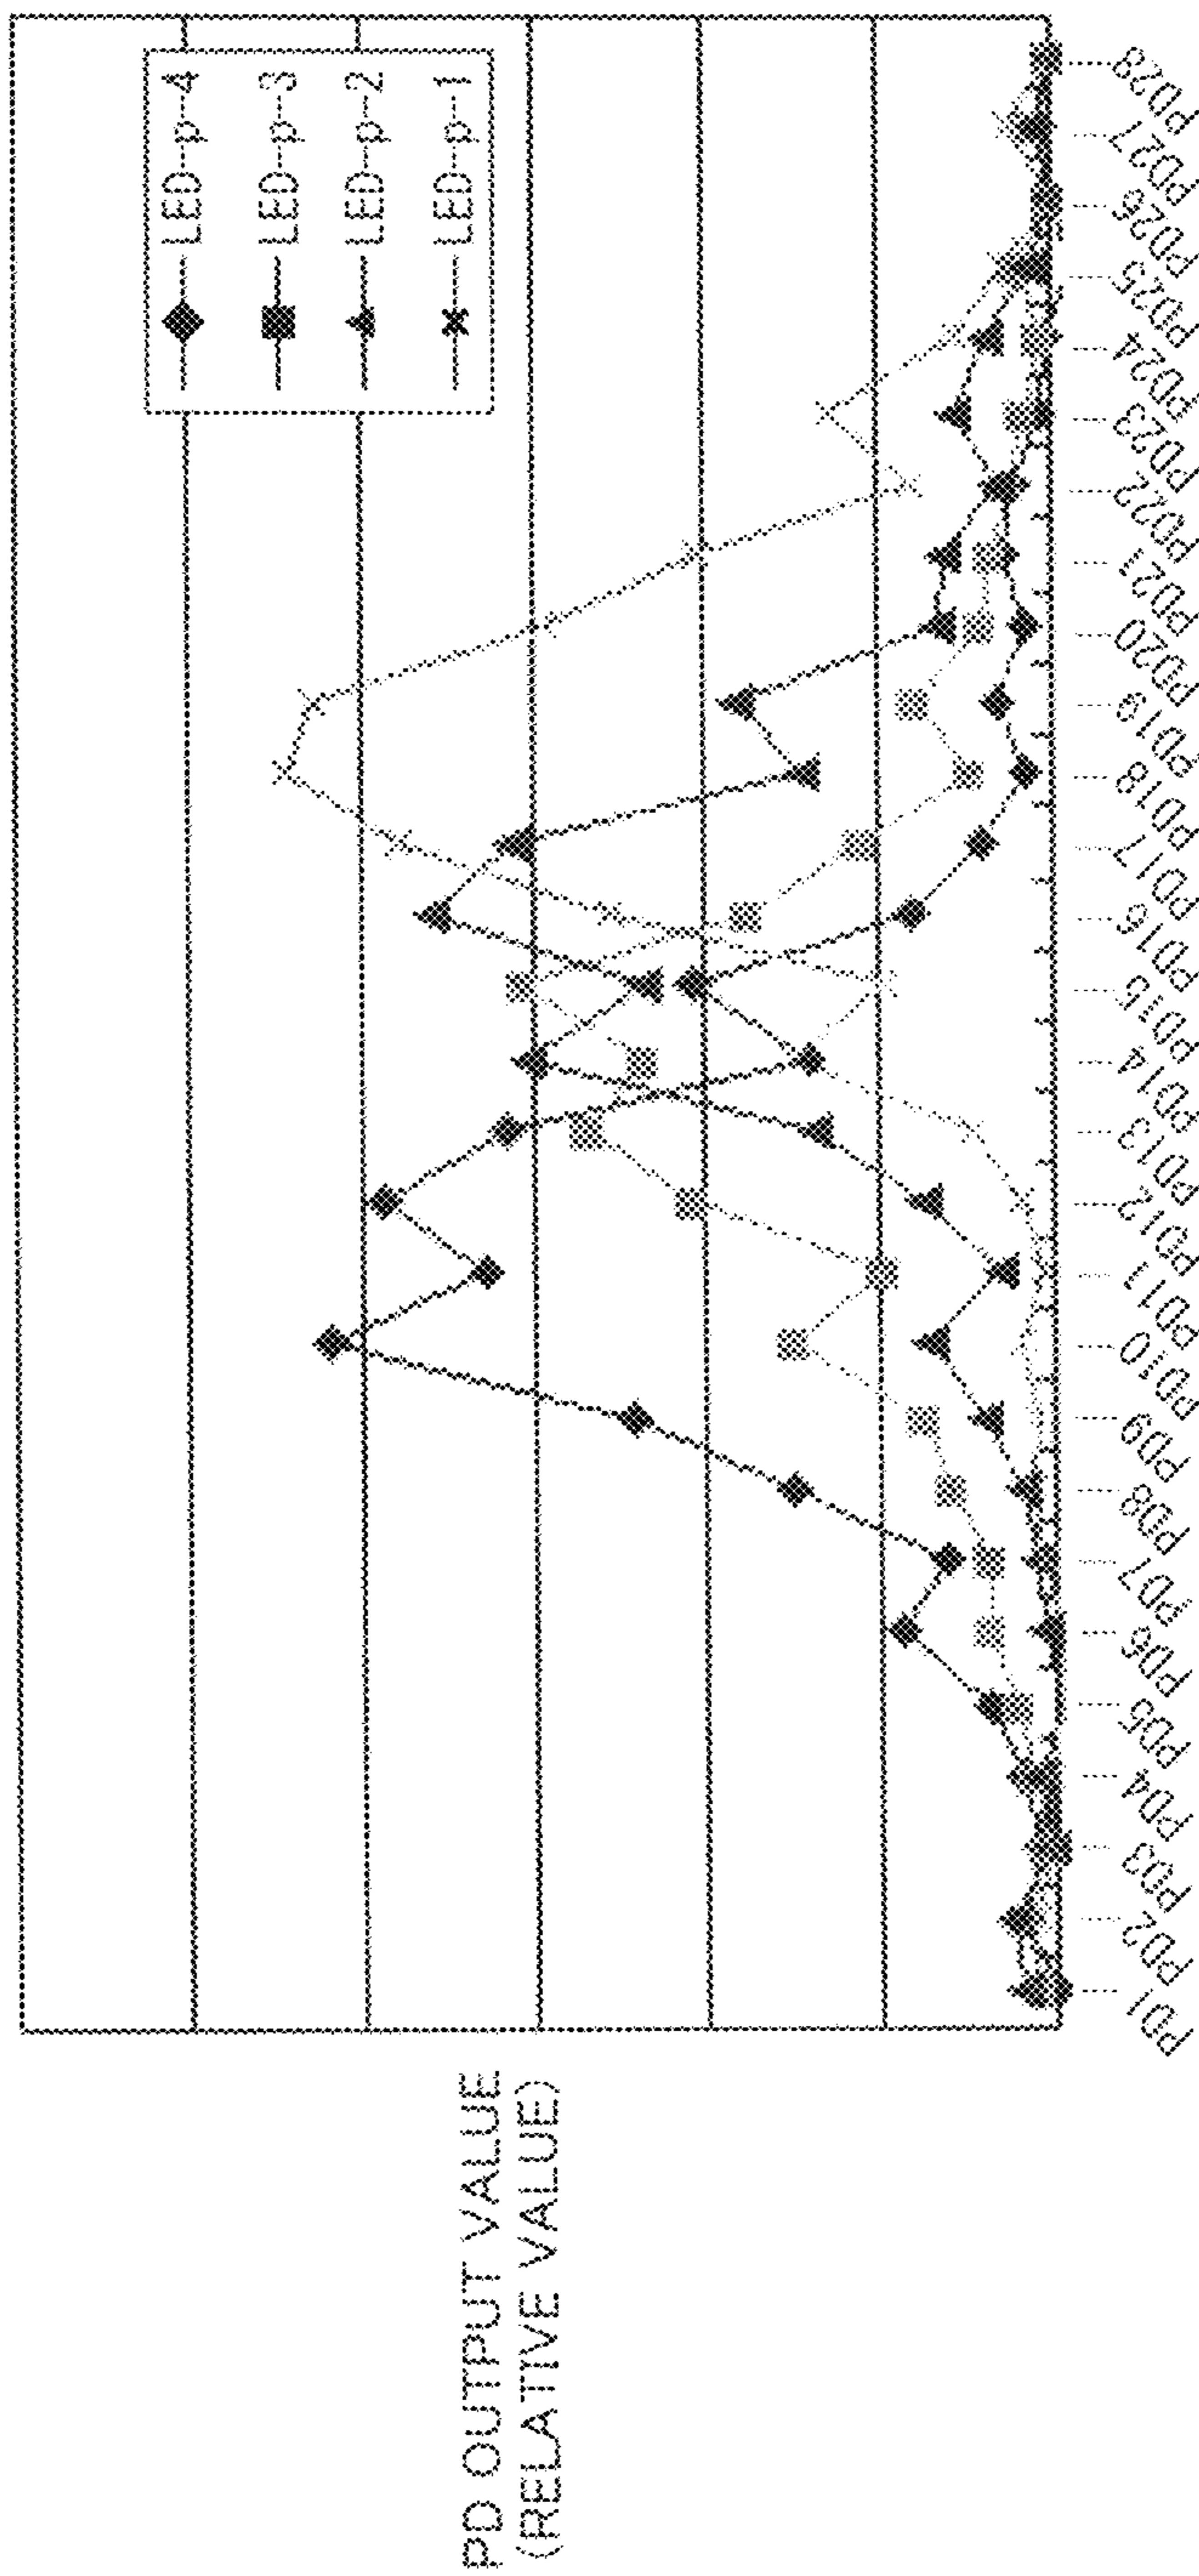 PD OUTPUT VALUE
(RELATIVE VALUE)
LED-p-4
LED-p-3
LED-p-2
LED-p-1
PD1
PD2
PD3
PD4
PD5
PD6
PD7
PD8
PD9
PD10
PD11
PD12
PD13
PD14
PD15
PD16
PD17
PD18
PD19
PD20
PD21
PD22
PD23
PD24
PD25
PD26
PD27
PD28